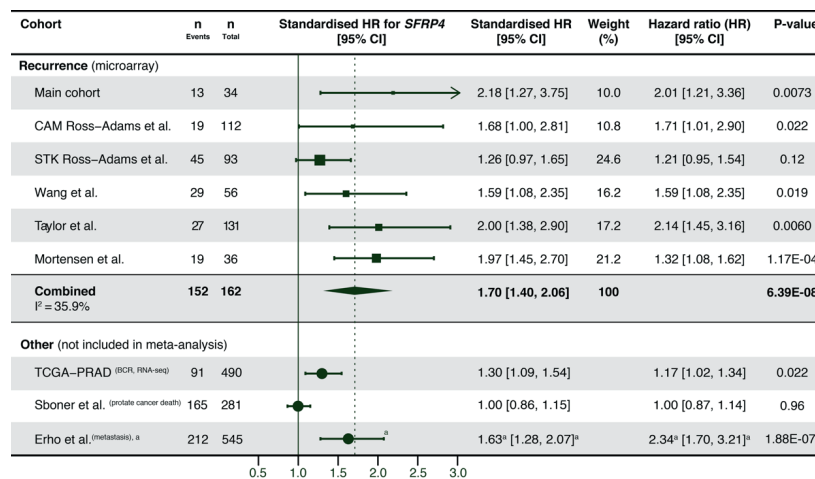 Cohort n n Standardised HR for SFRP4 Standardised HR Weight Hazard ratio (HR) P-value
Events Total [95% CI] [95% CI] (%) [95% CI]
Recurrence (microarray)
Main cohort 13 34 2.18 [1.27, 3.75] 10.0 2.01 [1.21, 3.36] 0.0073
CAM Ross–Adams et al. 19 112 1.68 [1.00, 2.81] 10.8 1.71 [1.01, 2.90] 0.022
STK Ross–Adams et al. 45 93 1.26 [0.97, 1.65] 24.6 1.21 [0.95, 1.54] 0.12
Wang et al. 29 56 1.59 [1.08, 2.35] 16.2 1.59 [1.08, 2.35] 0.019
Taylor et al. 27 131 2.00 [1.38, 2.90] 17.2 2.14 [1.45, 3.16] 0.0060
Mortensen et al. 19 36 1.97 [1.45, 2.70] 21.2 1.32 [1.08, 1.62] 1.17E-04
Combined 152 162 1.70 [1.40, 2.06] 100 6.39E-08
I² = 35.9%
Other (not included in meta-analysis)
TCGA–PRAD (BCR, RNA-seq) 91 490 1.30 [1.09, 1.54] 1.17 [1.02, 1.34] 0.022
Sboner et al. (protate cancer death) 165 281 1.00 [0.86, 1.15] 1.00 [0.87, 1.14] 0.96
Erho et al.(metastasis), a 212 545 a 1.63ᵃ [1.28, 2.07]ᵃ 2.34ᵃ [1.70, 3.21]ᵃ 1.88E-07
0.5 1.0 1.5 2.0 2.5 3.0